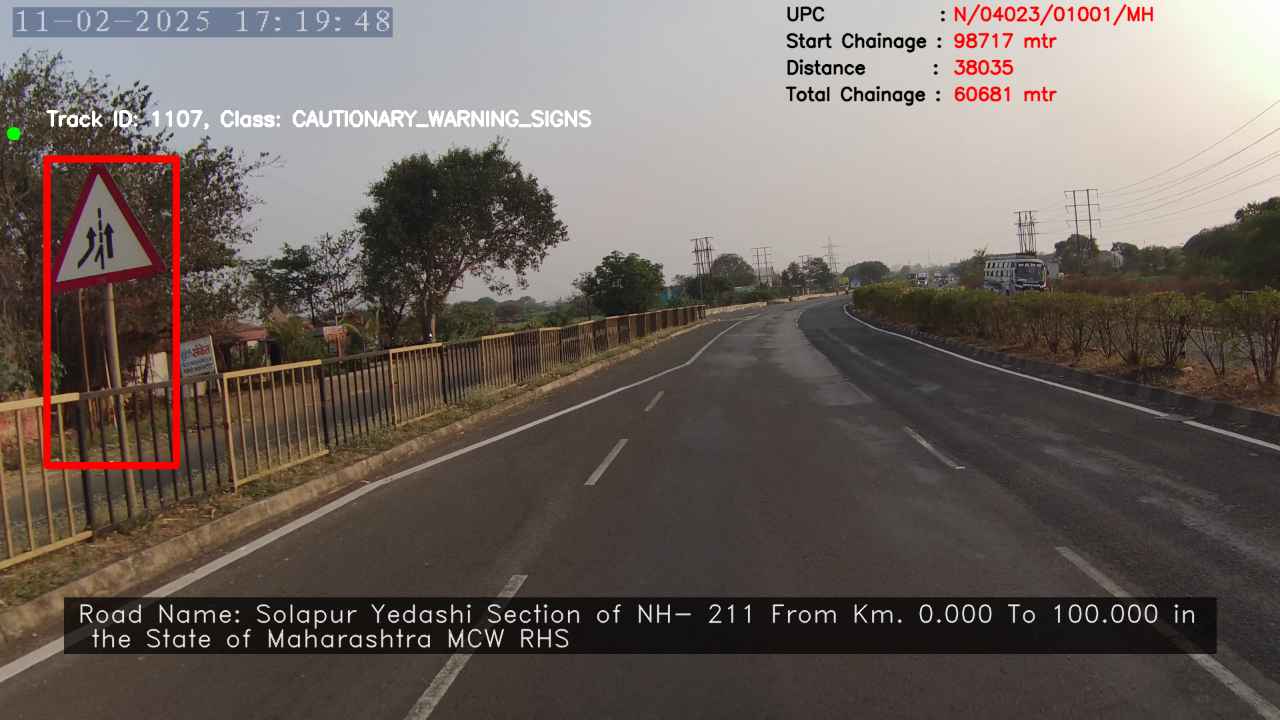 11-02-2025 17:19:48
UPC : N/04023/01001/MH
Start Chainage : 98717 mtr
Distance : 38035
Total Chainage : 60681 mtr
Track ID: 1107, Class: CAUTIONARY_WARNING_SIGNS
Road Name: Solapur Yedashi Section of NH- 211 From Km. 0.000 To 100.000 in
the State of Maharashtra MCW RHS